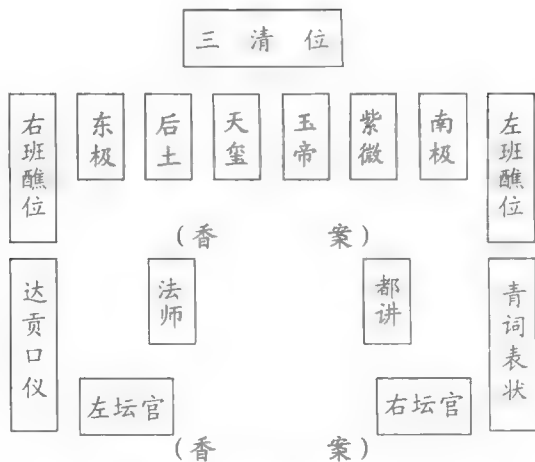 三清位
右班醮位
东极
后土
天玺
玉帝
紫微
南极
左班醮位
（香 案）
达贡口仪
法师
都讲
青词表状
左坛官
右坛官
（香 案）